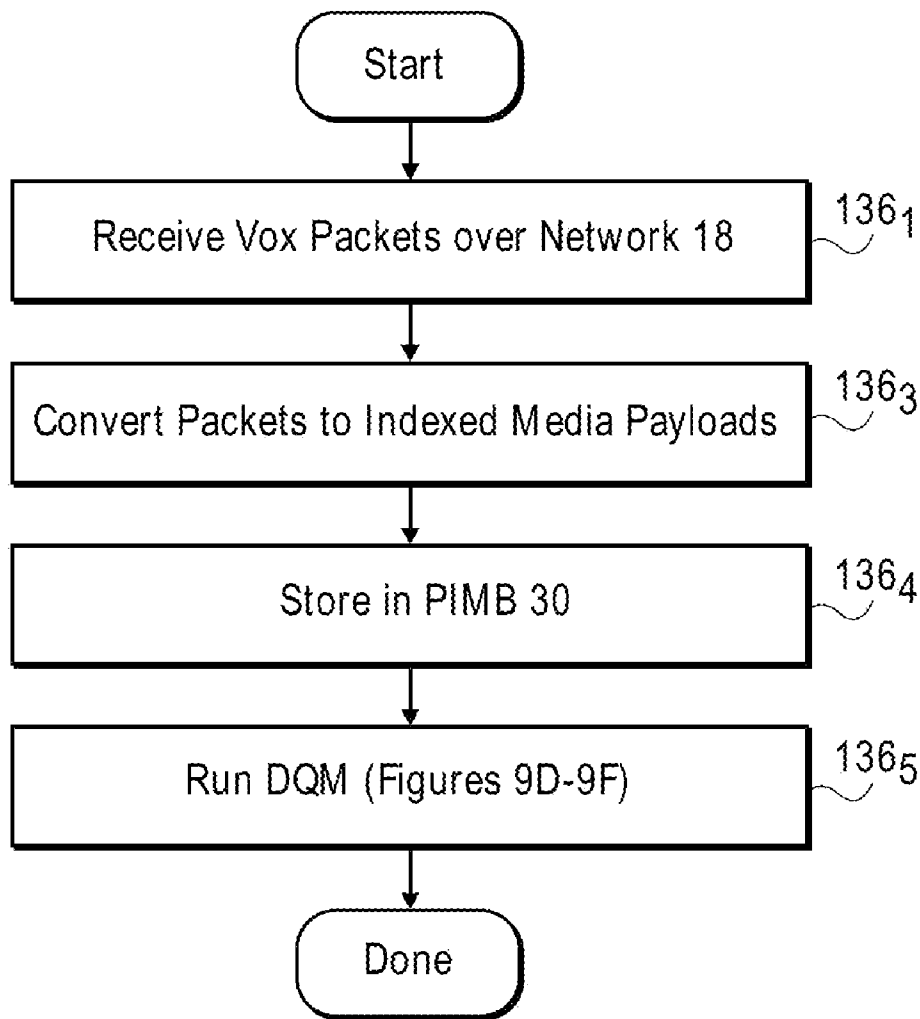 Start
Receive Vox Packets over Network 18
136₁
Convert Packets to Indexed Media Payloads
136₃
Store in PIMB 30
136₄
Run DQM (Figures 9D-9F)
136₅
Done